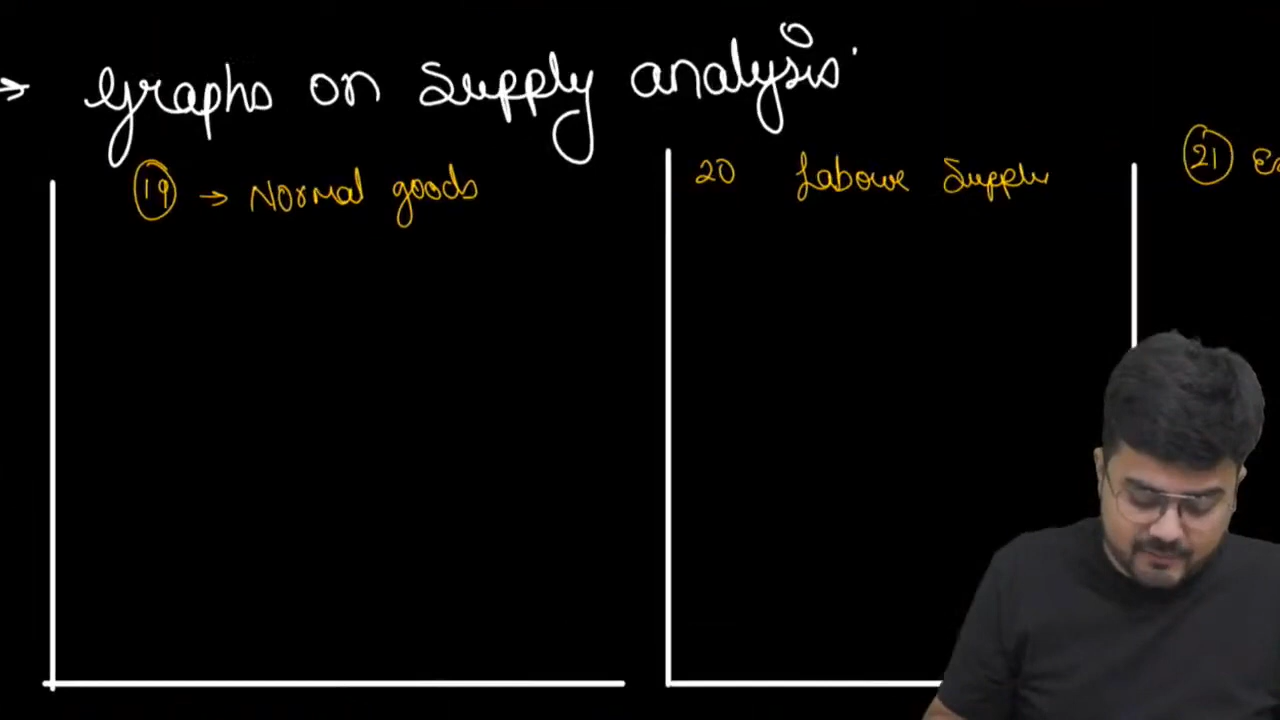 → Graphs on Supply analysis
19 → Normal goods
20 Labour Supply
21